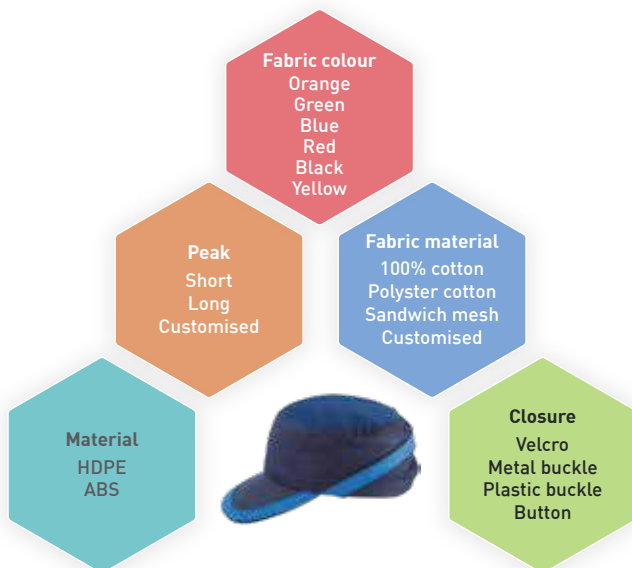 Fabric colour
Orange
Green
Blue
Red
Black
Yellow
Peak
Short
Long
Customised
Fabric material
100% cotton
Polyster cotton
Sandwich mesh
Customised
Material
HDPE
ABS
Closure
Velcro
Metal buckle
Plastic buckle
Button